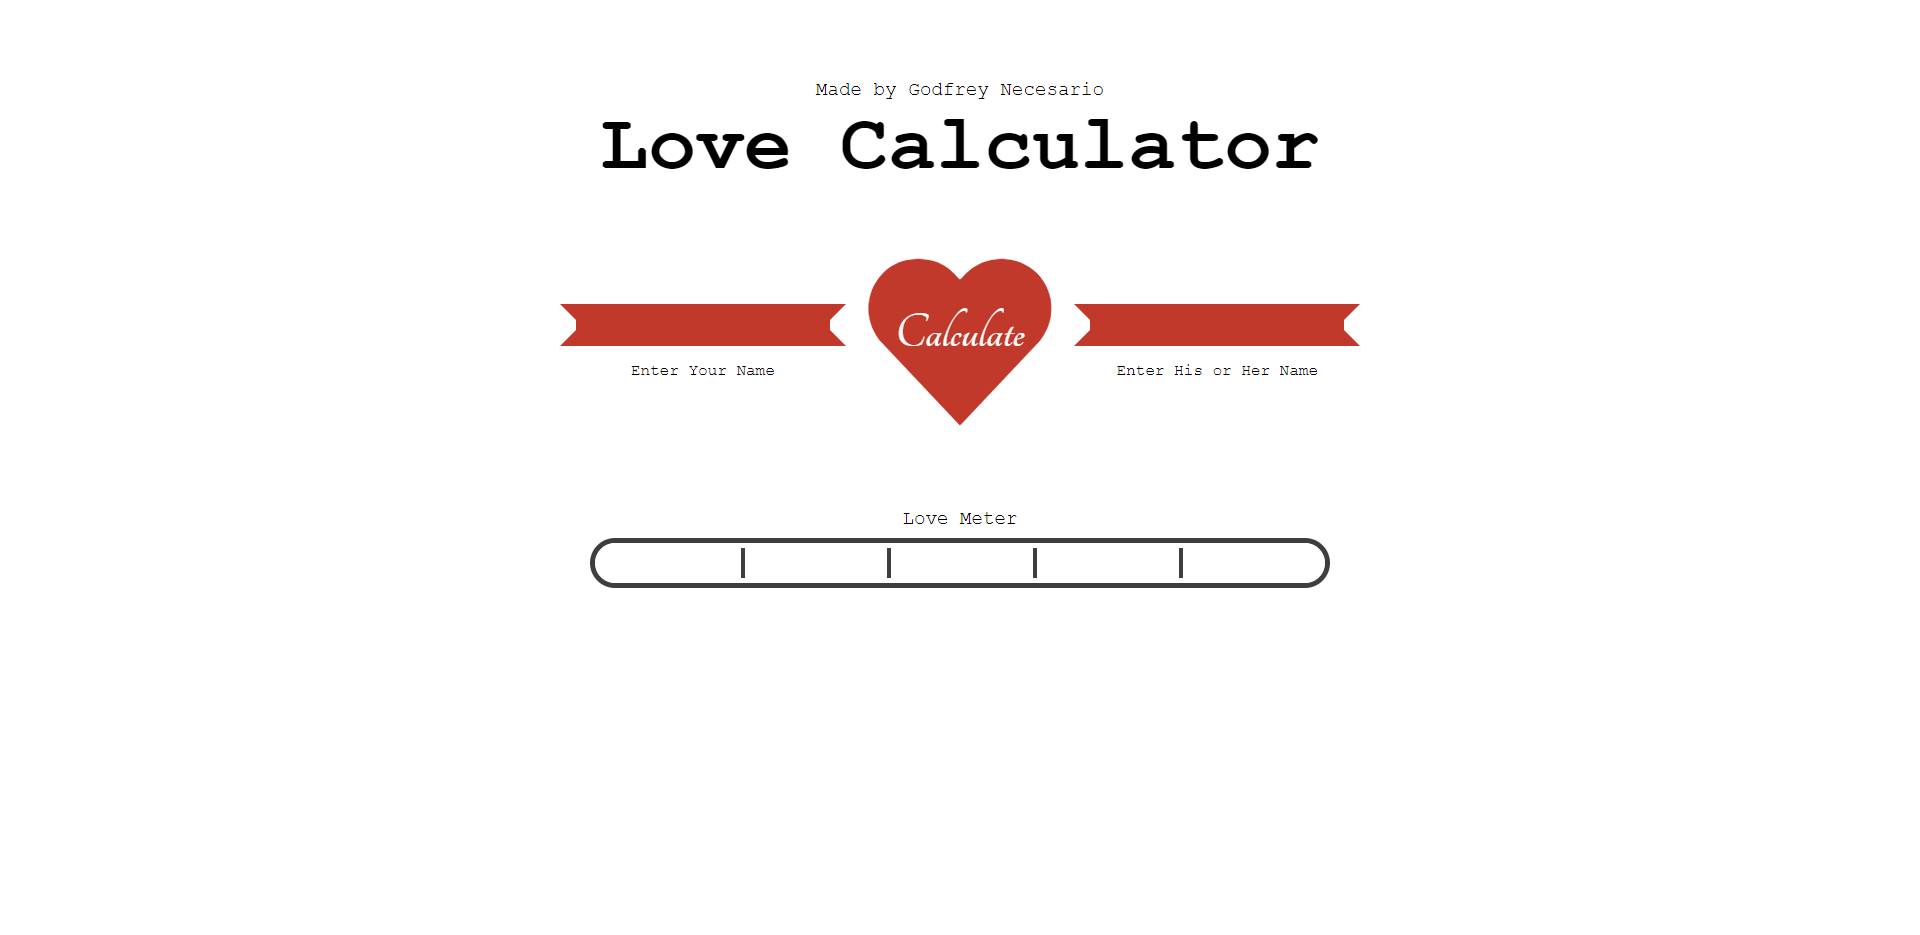 Made by Godfrey Necesario
Love Calculator
Calculate
Enter Your Name
Enter His or Her Name
Love Meter